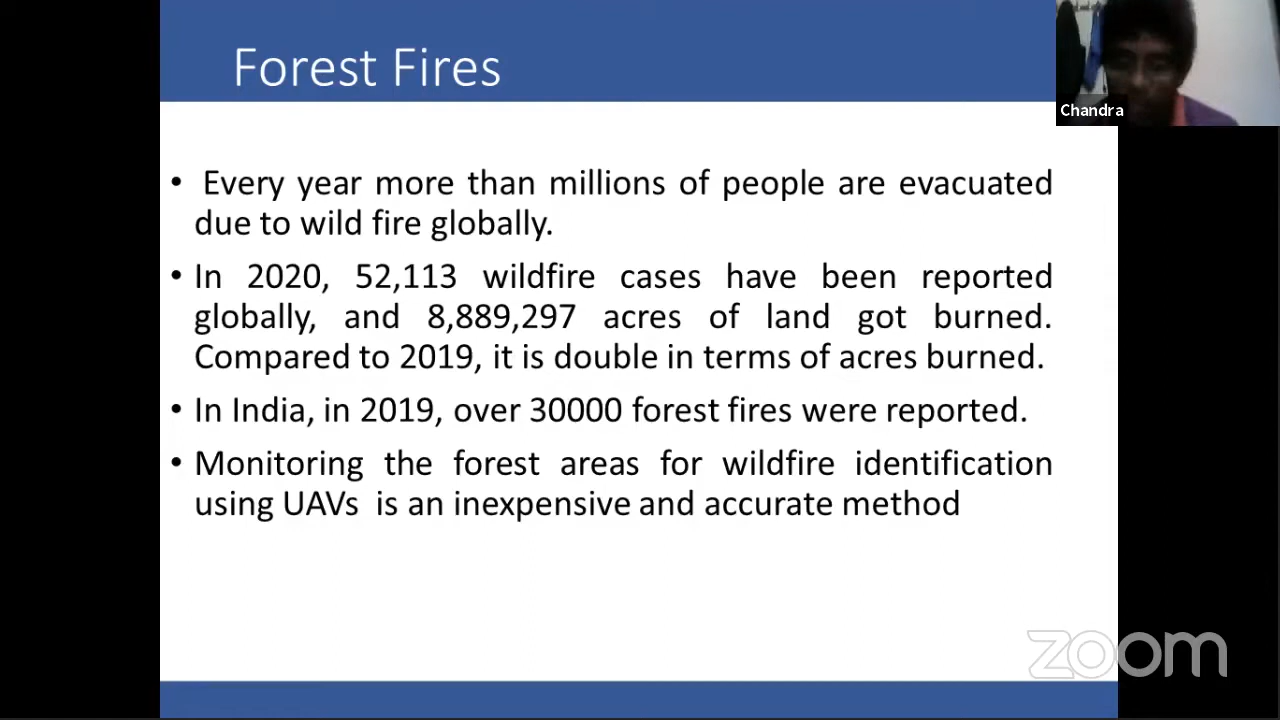 Forest Fires
Chandra
• Every year more than millions of people are evacuated
due to wild fire globally.
• In 2020, 52,113 wildfire cases have been reported
globally, and 8,889,297 acres of land got burned.
Compared to 2019, it is double in terms of acres burned.
• In India, in 2019, over 30000 forest fires were reported.
• Monitoring the forest areas for wildfire identification
using UAVs is an inexpensive and accurate method
zoom